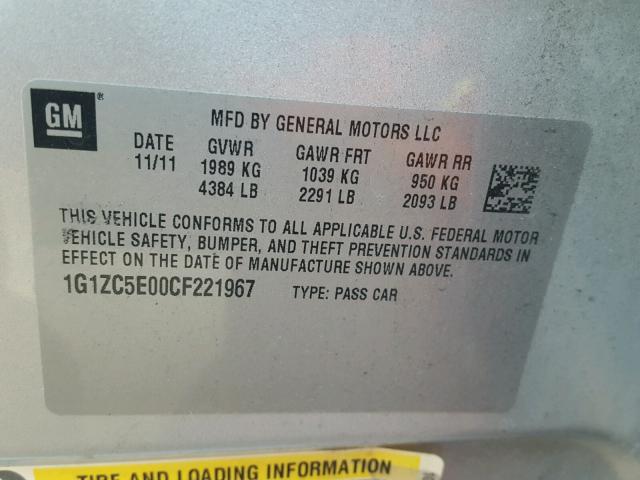 GM®
MFD BY GENERAL MOTORS LLC
DATE GVWR GAWR FRT GAWR RR
11/11 1989 KG 1039 KG 950 KG
4384 LB 2291 LB 2093 LB
THIS VEHICLE CONFORMS TO ALL APPLICABLE U.S. FEDERAL MOTOR
VEHICLE SAFETY, BUMPER, AND THEFT PREVENTION STANDARDS IN
EFFECT ON THE DATE OF MANUFACTURE SHOWN ABOVE.
1G1ZC5E00CF221967 TYPE: PASS CAR
TIRE AND LOADING INFORMATION